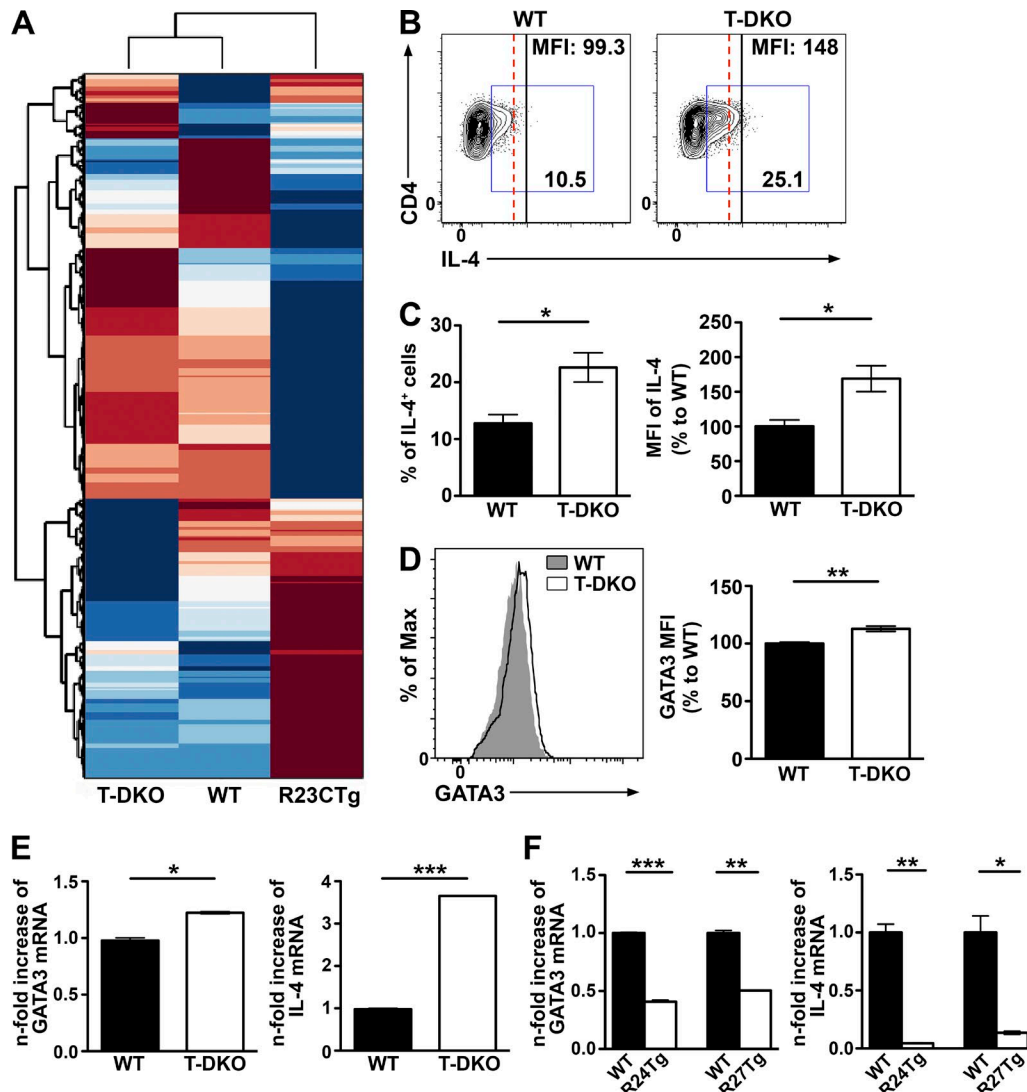 A
T-DKO WT R23CTg
B
WT T-DKO
MFI: 99.3 MFI: 148
10.5 25.1
CD4
0 0
0 0
IL-4
C
% of IL-4+ cells
30
20
10
0
WT T-DKO
*
MFI of IL-4
(% to WT)
250
200
150
100
50
0
WT T-DKO
*
D
WT
T-DKO
% of Max
0
0
GATA3
GATA3 MFI
(% to WT)
150
100
50
0
WT T-DKO
**
E
n-fold increase of
GATA3 mRNA
1.5
1.0
0.5
0.0
WT T-DKO
*
n-fold increase of
IL-4 mRNA
4
3
2
1
0
WT T-DKO
***
F
n-fold increase of
GATA3 mRNA
1.5
1.0
0.5
0.0
*** **
WT R24Tg WT R27Tg
n-fold increase of
IL-4 mRNA
1.5
1.0
0.5
0.0
** *
WT R24Tg WT R27Tg